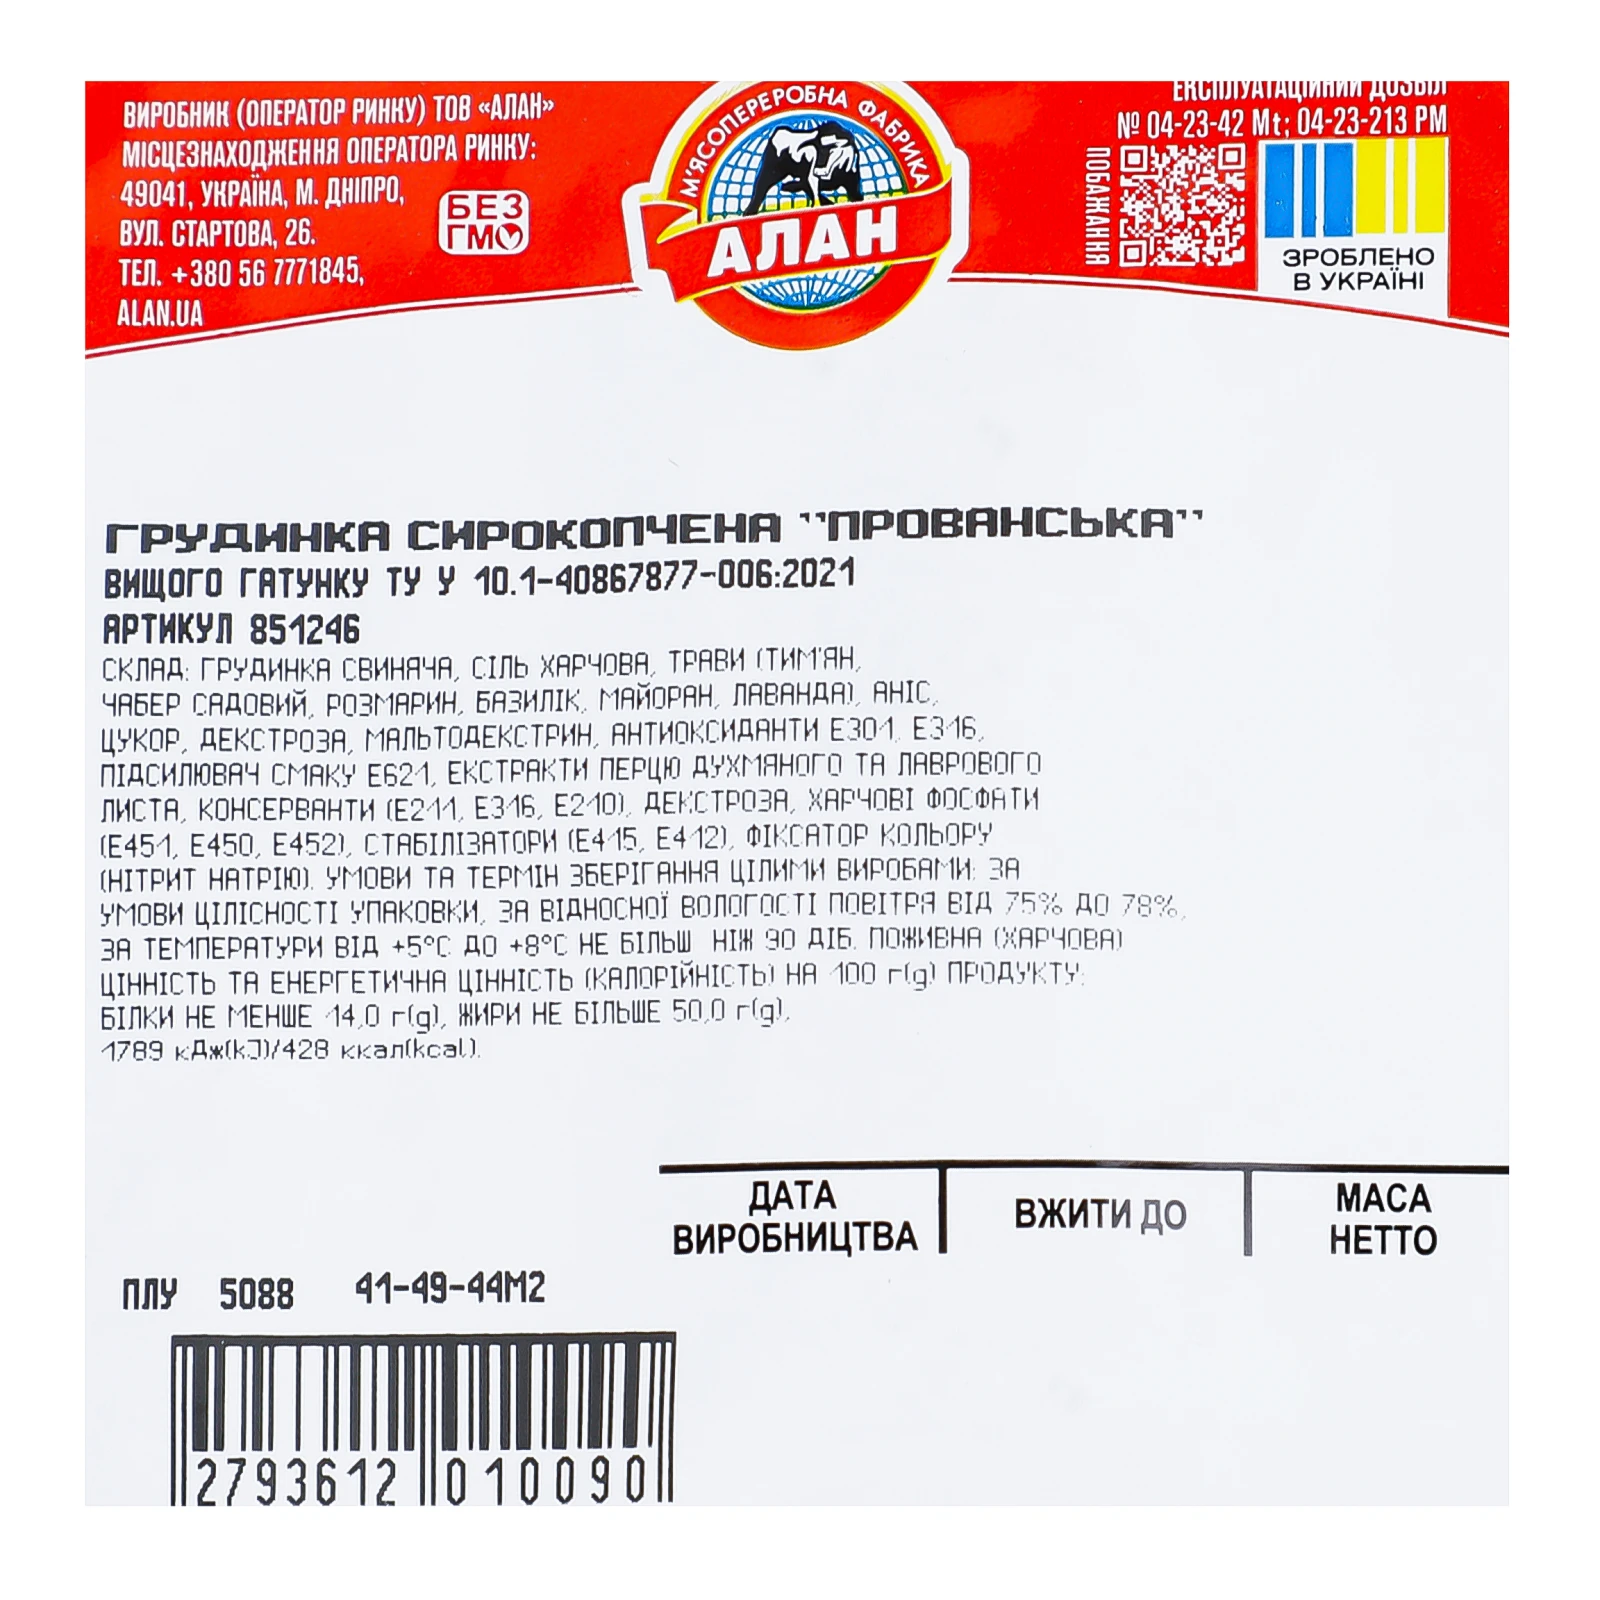 ВИРОБНИК (ОПЕРАТОР РИНКУ) ТОВ «АЛАН»
МІСЦЕЗНАХОДЖЕННЯ ОПЕРАТОРА РИНКУ:
49041, УКРАЇНА, М. ДНІПРО,
ВУЛ. СТАРТОВА, 26.
ТЕЛ. +380 56 7771845,
ALAN.UA
БЕЗ
ГМО
М'ЯСОПЕРЕРОБНА ФАБРИКА
АЛАН
ЕКСПЛУАТАЦІЙНИЙ ДОЗВІЛ
№ 04-23-42 Mt; 04-23-213 PM
ПОБАЖАННЯ
ЗРОБЛЕНО
В УКРАЇНІ
ГРУДИНКА СИРОКОПЧЕНА "ПРОВАНСЬКА"
ВИЩОГО ГАТУНКУ ТУ У 10.1-40867877-006:2021
АРТИКУЛ 851246
СКЛАД: ГРУДИНКА СВИНЯЧА, СІЛЬ ХАРЧОВА, ТРАВИ (ТИМ'ЯН,
ЧАБЕР САДОВИЙ, РОЗМАРИН, БАЗИЛІК, МАЙОРАН, ЛАВАНДА), АНІС,
ЦУКОР, ДЕКСТРОЗА, МАЛЬТОДЕКСТРИН, АНТИОКСИДАНТИ Е301, Е316,
ПІДСИЛЮВАЧ СМАКУ Е621, ЕКСТРАКТИ ПЕРЦЮ ДУХМЯНОГО ТА ЛАВРОВОГО
ЛИСТА, КОНСЕРВАНТИ (Е211, Е316, Е210), ДЕКСТРОЗА, ХАРЧОВІ ФОСФАТИ
(Е451, Е450, Е452), СТАБІЛІЗАТОРИ (Е415, Е412), ФІКСАТОР КОЛЬОРУ
(НІТРИТ НАТРІЮ). УМОВИ ТА ТЕРМІН ЗБЕРІГАННЯ ЦІЛИМИ ВИРОБАМИ: ЗА
УМОВИ ЦІЛІСНОСТІ УПАКОВКИ, ЗА ВІДНОСНОЇ ВОЛОГОСТІ ПОВІТРЯ ВІД 75% ДО 78%,
ЗА ТЕМПЕРАТУРИ ВІД +5°С ДО +8°С НЕ БІЛЬШ НІЖ 90 ДІБ. ПОЖИВНА (ХАРЧОВА)
ЦІННІСТЬ ТА ЕНЕРГЕТИЧНА ЦІННІСТЬ (КАЛОРІЙНІСТЬ) НА 100 г(g) ПРОДУКТУ:
БІЛКИ НЕ МЕНШЕ 14,0 г(g), ЖИРИ НЕ БІЛЬШЕ 50,0 г(g),
1789 кДж(kJ)/428 ккал(kcal).
ДАТА
ВИРОБНИЦТВА
ВЖИТИ ДО
МАСА
НЕТТО
ПЛУ 5088 41-49-44М2
2793612 010090